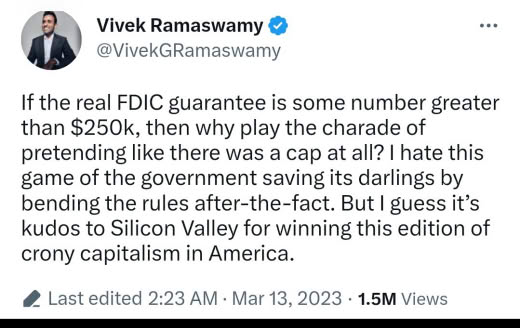 Vivek Ramaswamy
@VivekGRamaswamy
If the real FDIC guarantee is some number greater
than $250k, then why play the charade of
pretending like there was a cap at all? I hate this
game of the government saving its darlings by
bending the rules after-the-fact. But I guess it’s
kudos to Silicon Valley for winning this edition of
crony capitalism in America.
Last edited 2:23 AM · Mar 13, 2023 · 1.5M Views